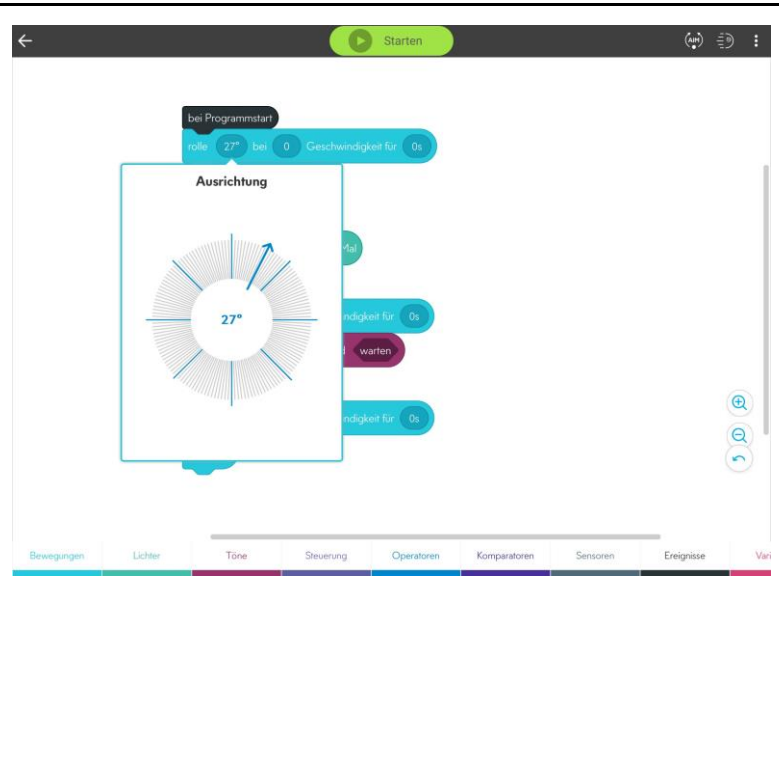 Starten
AIM
bei Programmstart
rolle 27° bei 0 Geschwindigkeit für 0s
Ausrichtung
27°
Mal
ndigkeit für 0s
warten
ndigkeit für 0s
Bewegungen Lichter Töne Steuerung Operatoren Komparatoren Sensoren Ereignisse Vari